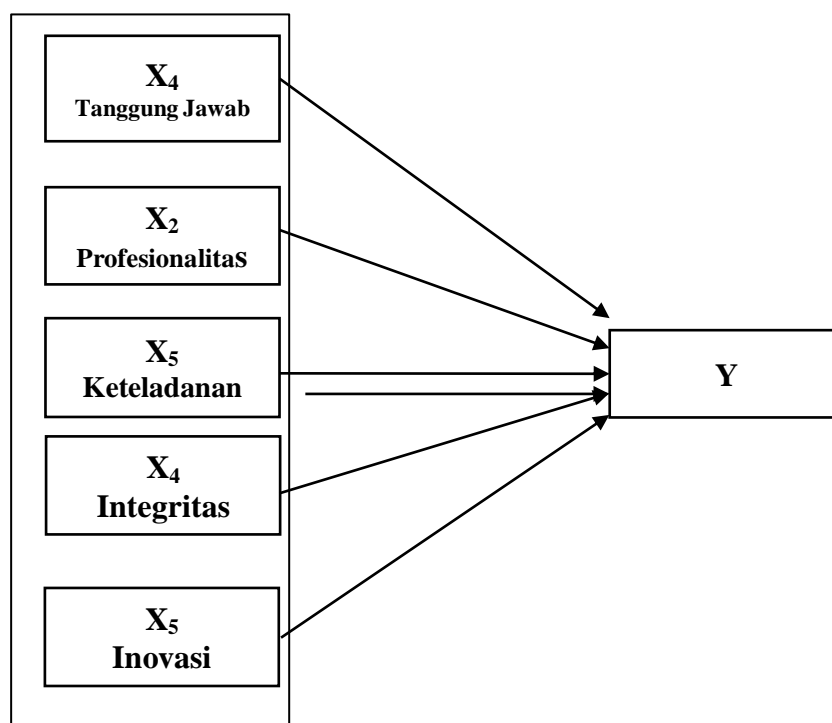 X₄
Tanggung Jawab
X₂
Profesionalitas
X₅
Keteladanan
X₄
Integritas
X₅
Inovasi
Y